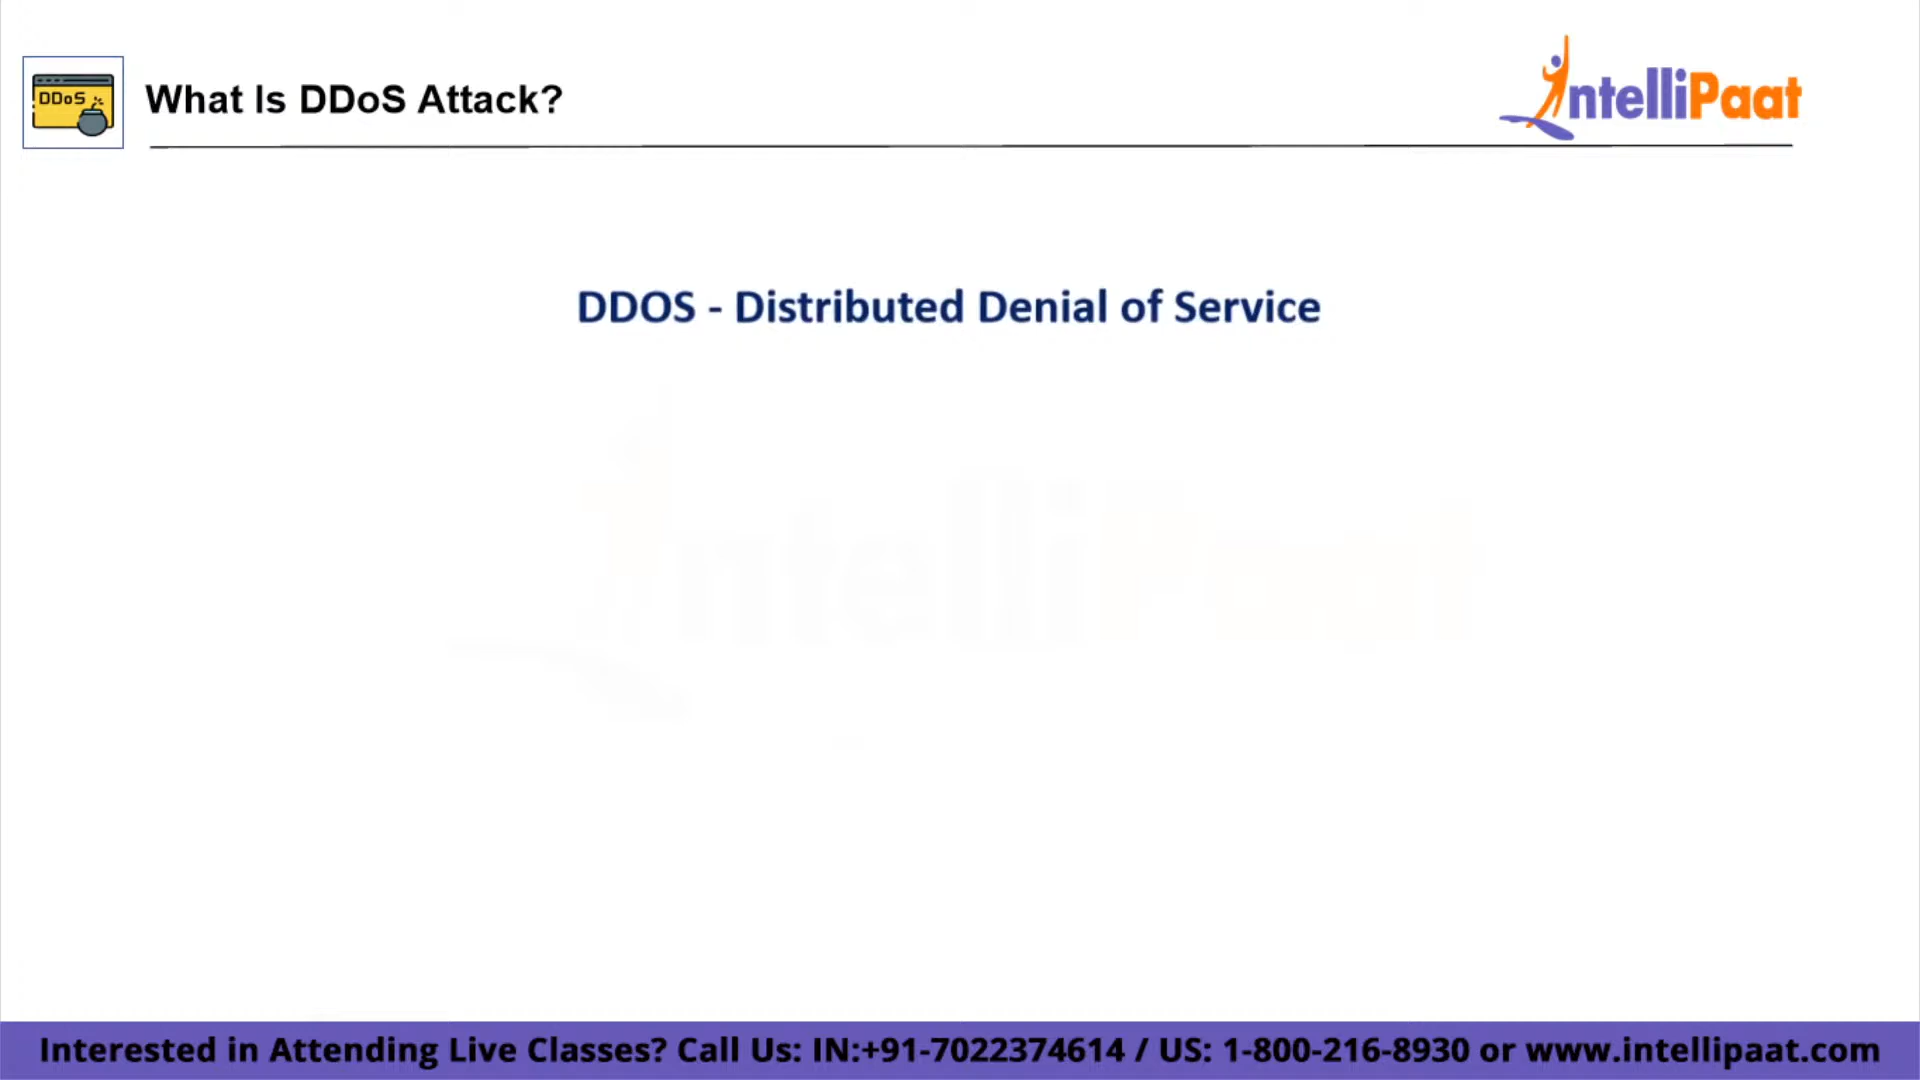 DDoS
What Is DDoS Attack?
IntelliPaat
DDOS - Distributed Denial of Service
IntelliPaat
Interested in Attending Live Classes? Call Us: IN:+91-7022374614 / US: 1-800-216-8930 or www.intellipaat.com